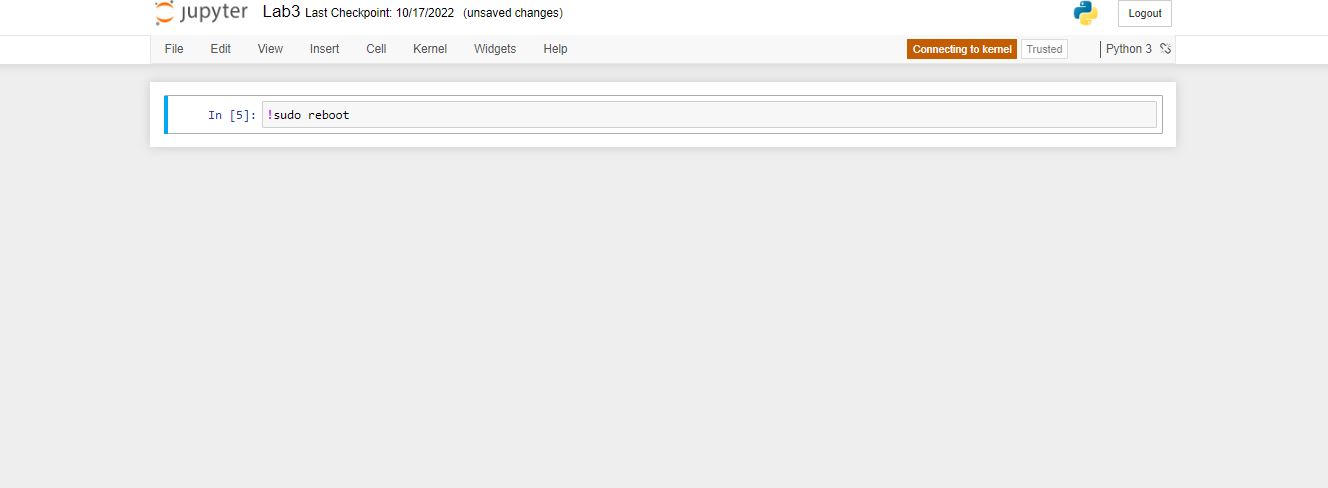 jupyter Lab3 Last Checkpoint: 10/17/2022 (unsaved changes) Logout
File Edit View Insert Cell Kernel Widgets Help Connecting to kernel Trusted Python 3
In [5]: !sudo reboot